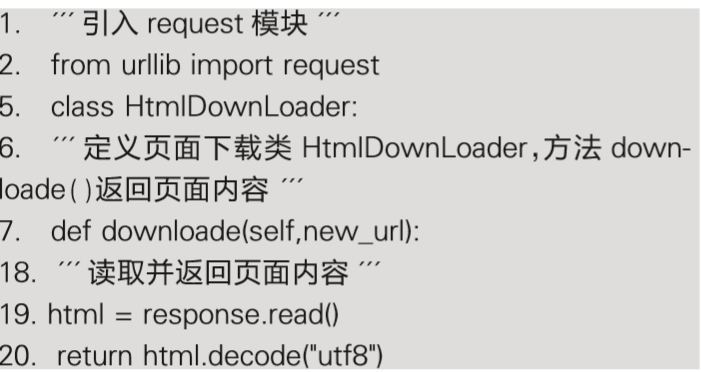 1. ′′′ 引入 request 模块 ′′′
2. from urllib import request
5. class HtmlDownLoader:
6. ′′′ 定义页面下载类 HtmlDownLoader,方法 down-
loade()返回页面内容 ′′′
7. def downloade(self,new_url):
18. ′′′ 读取并返回页面内容 ′′′
19. html = response.read()
20. return html.decode("utf8")